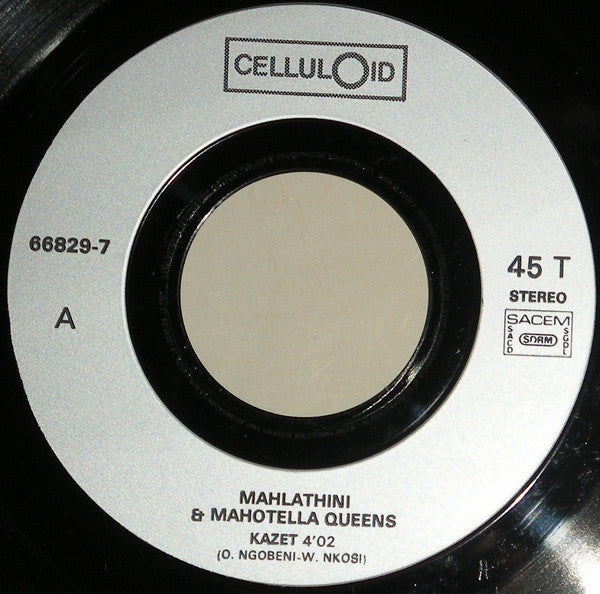 CELLULOID
66829-7
A
45 T
STEREO
SACEM
SACD
SDRM
SGDL
MAHLATHINI
& MAHOTELLA QUEENS
KAZET 4'02
(O. NGOBENI-W. NKOSI)